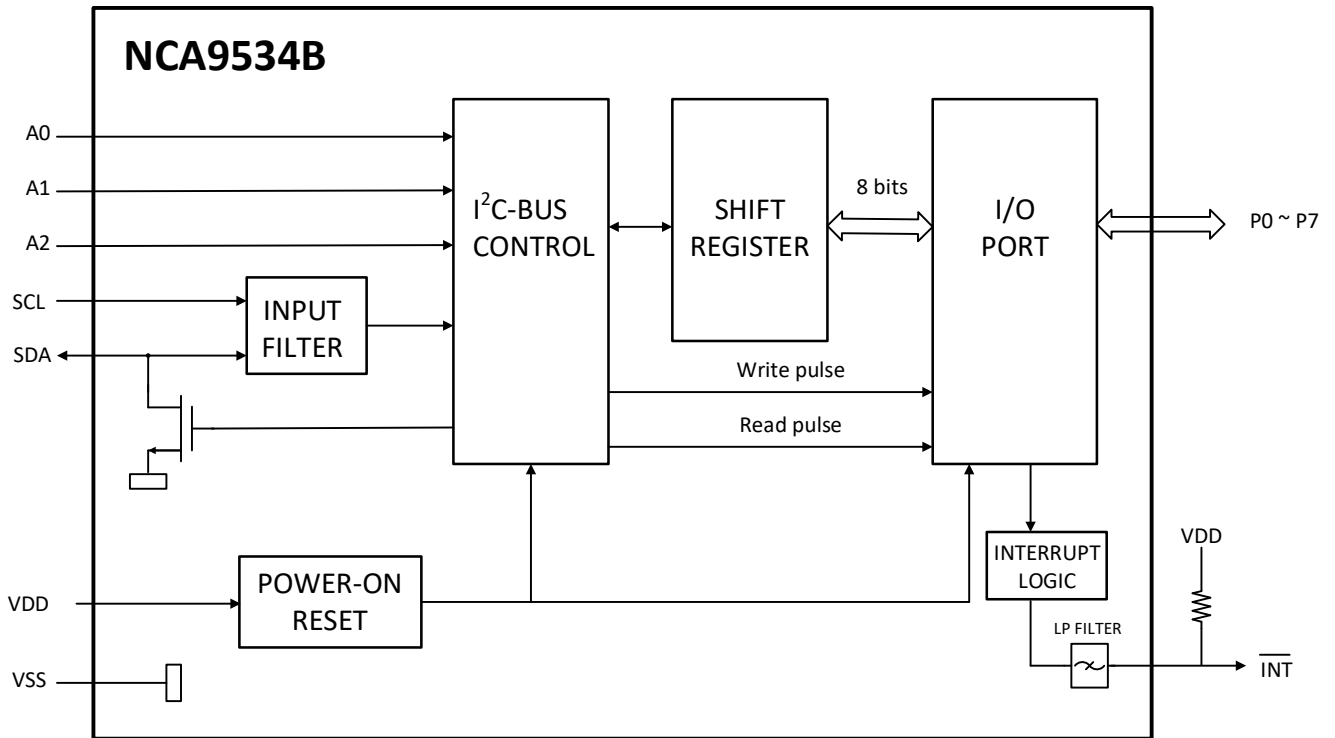 NCA9534B
A0
A1
A2
SCL
SDA
INPUT
FILTER
I²C-BUS
CONTROL
SHIFT
REGISTER
8 bits
I/O
PORT
P0 ~ P7
Write pulse
Read pulse
VDD
POWER-ON
RESET
VSS
INTERRUPT
LOGIC
LP FILTER
VDD
INT